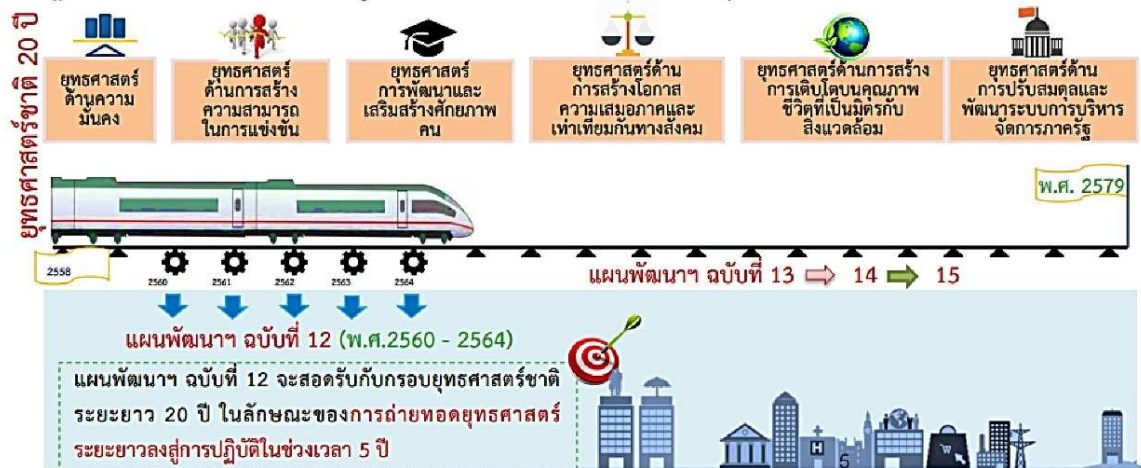 ยุทธศาสตร์ชาติ 20 ปี
ยุทธศาสตร์
ด้านความ
มั่นคง
ยุทธศาสตร์
ด้านการสร้าง
ความสามารถ
ในการแข่งขัน
ยุทธศาสตร์
การพัฒนาและ
เสริมสร้างศักยภาพ
คน
ยุทธศาสตร์ด้าน
การสร้างโอกาส
ความเสมอภาคและ
เท่าเทียมกันทางสังคม
ยุทธศาสตร์ด้านการสร้าง
การเติบโตบนคุณภาพ
ชีวิตที่เป็นมิตรกับ
สิ่งแวดล้อม
ยุทธศาสตร์ด้าน
การปรับสมดุลและ
พัฒนาระบบการบริหาร
จัดการภาครัฐ
พ.ศ. 2579
2558
2560 2561 2562 2563 2564
แผนพัฒนาฯ ฉบับที่ 13 14 15
แผนพัฒนาฯ ฉบับที่ 12 (พ.ศ.2560 - 2564)
แผนพัฒนาฯ ฉบับที่ 12 จะสอดรับกับกรอบยุทธศาสตร์ชาติ
ระยะยาว 20 ปี ในลักษณะของการถ่ายทอดยุทธศาสตร์
ระยะยาวลงสู่การปฏิบัติในช่วงเวลา 5 ปี
H
5